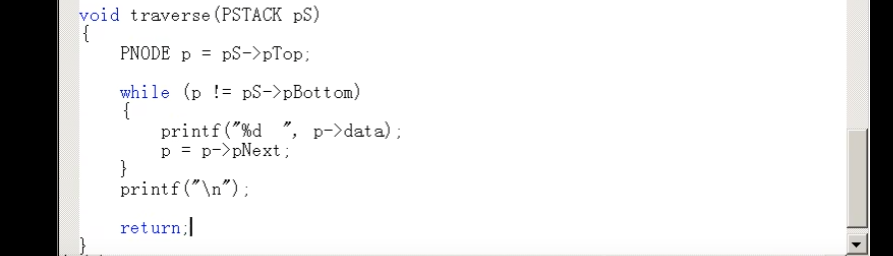 void traverse(PSTACK pS)
{
    PNODE p = pS->pTop;
    while (p != pS->pBottom)
    {
        printf("%d  ", p->data);
        p = p->pNext;
    }
    printf("\n");
    return;
}